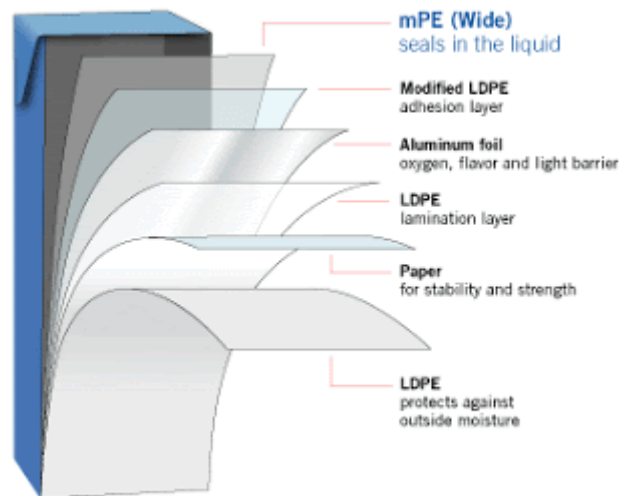 mPE (Wide)
seals in the liquid
Modified LDPE
adhesion layer
Aluminum foil
oxygen, flavor and light barrier
LDPE
lamination layer
Paper
for stability and strength
LDPE
protects against
outside moisture